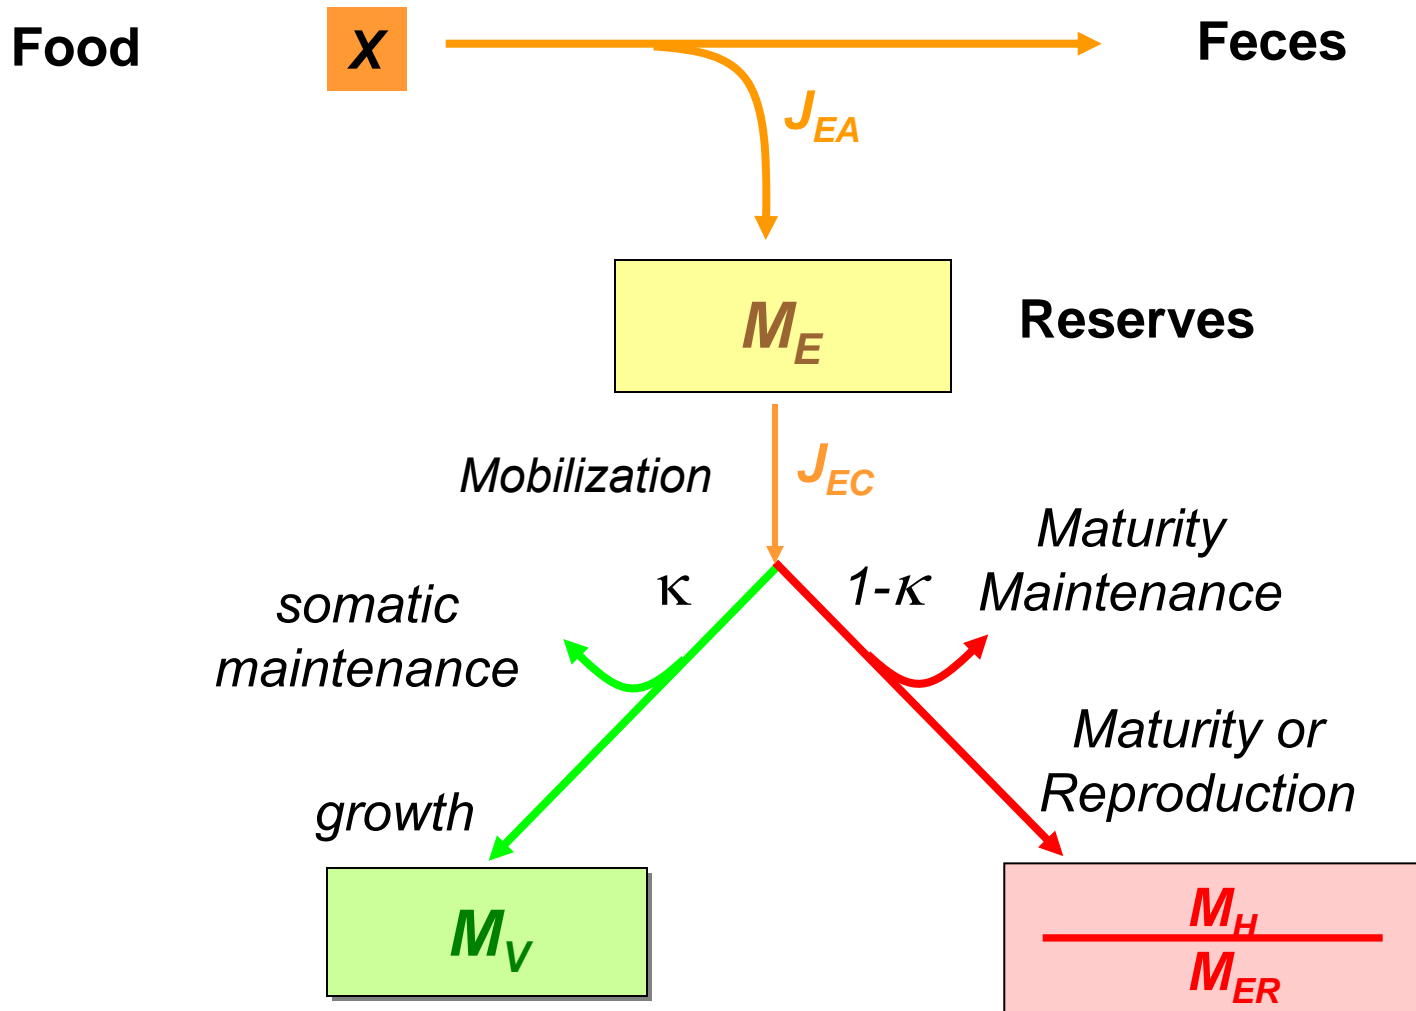 Food
X
Feces
J_EA
M_E
Reserves
Mobilization
J_EC
κ
1-κ
Maturity
Maintenance
somatic
maintenance
Maturity or
Reproduction
growth
M_V
M_H
M_ER